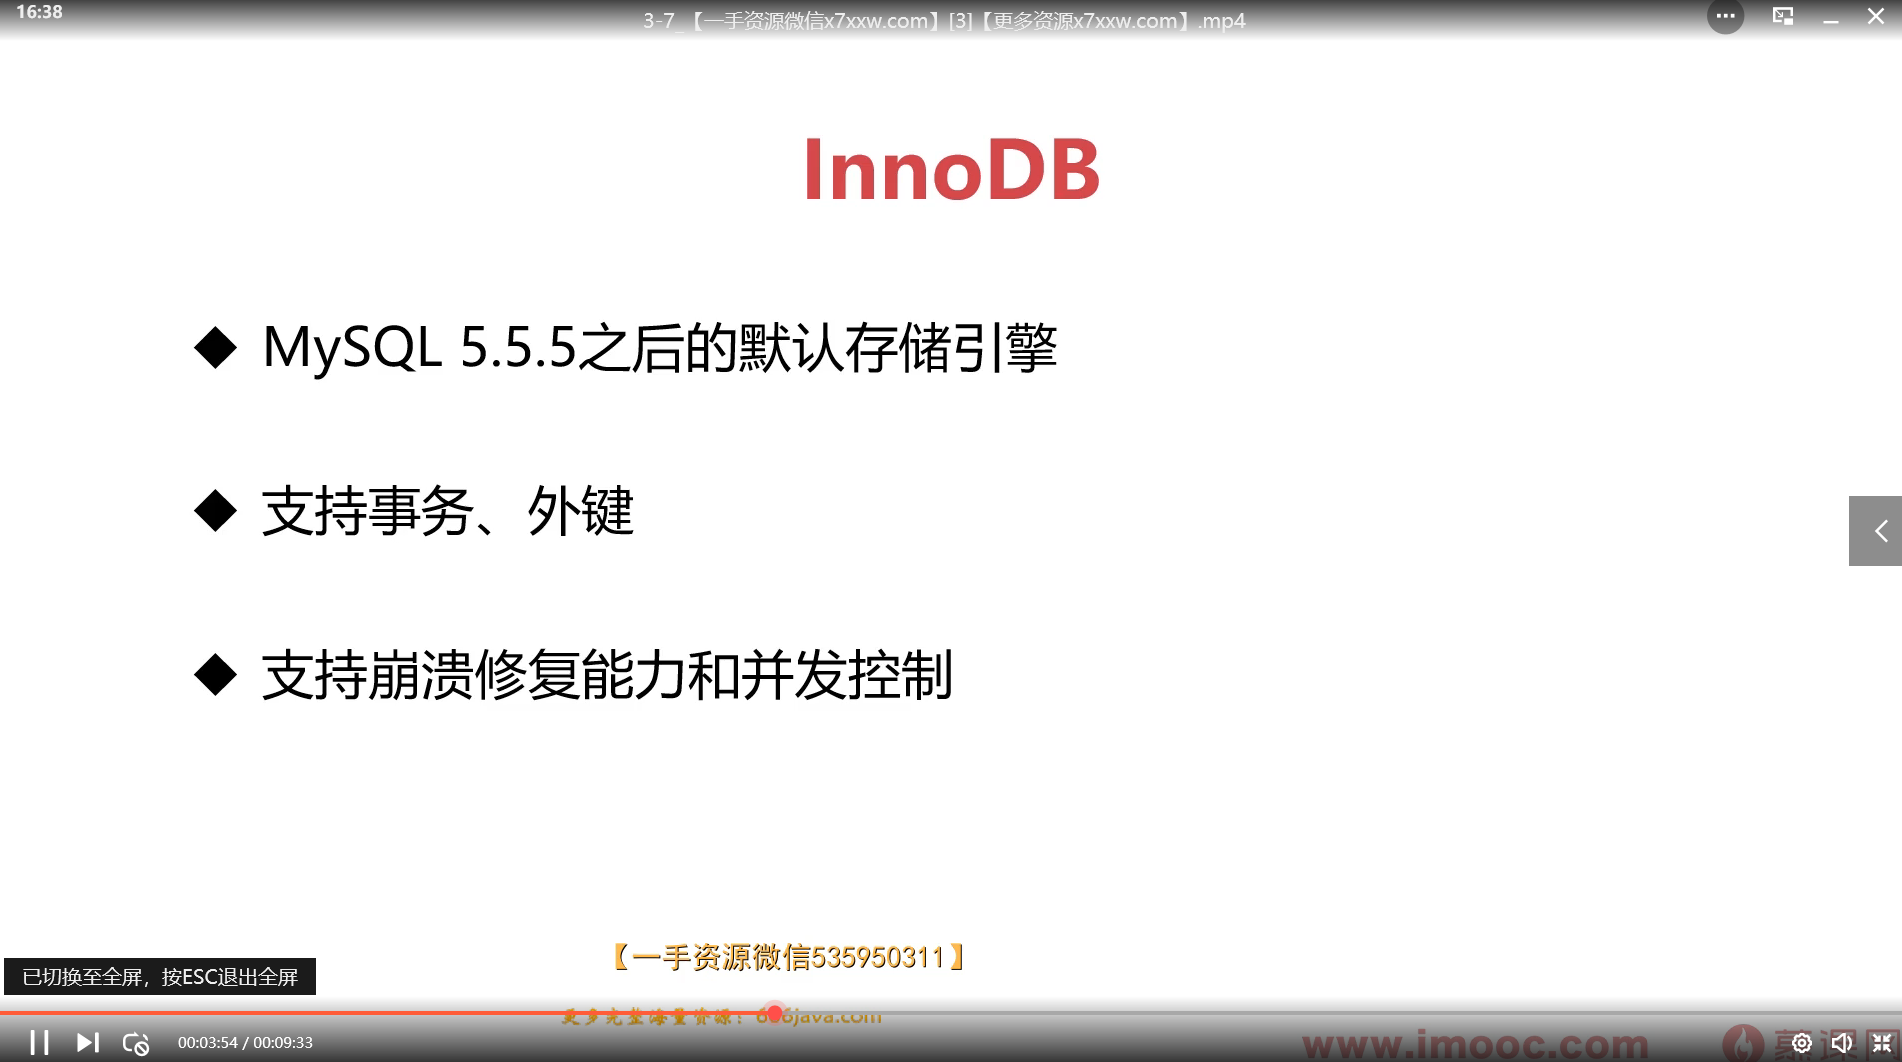 16:38
3-7_【一手资源微信x7xxw.com】[3]【更多资源x7xxw.com】.mp4
InnoDB
MySQL 5.5.5之后的默认存储引擎
支持事务、外键
支持崩溃修复能力和并发控制
【一手资源微信535950311】
已切换至全屏，按ESC退出全屏
更多完整海量资源：666java.com
00:03:54 / 00:09:33
www.imooc.com
慕课网